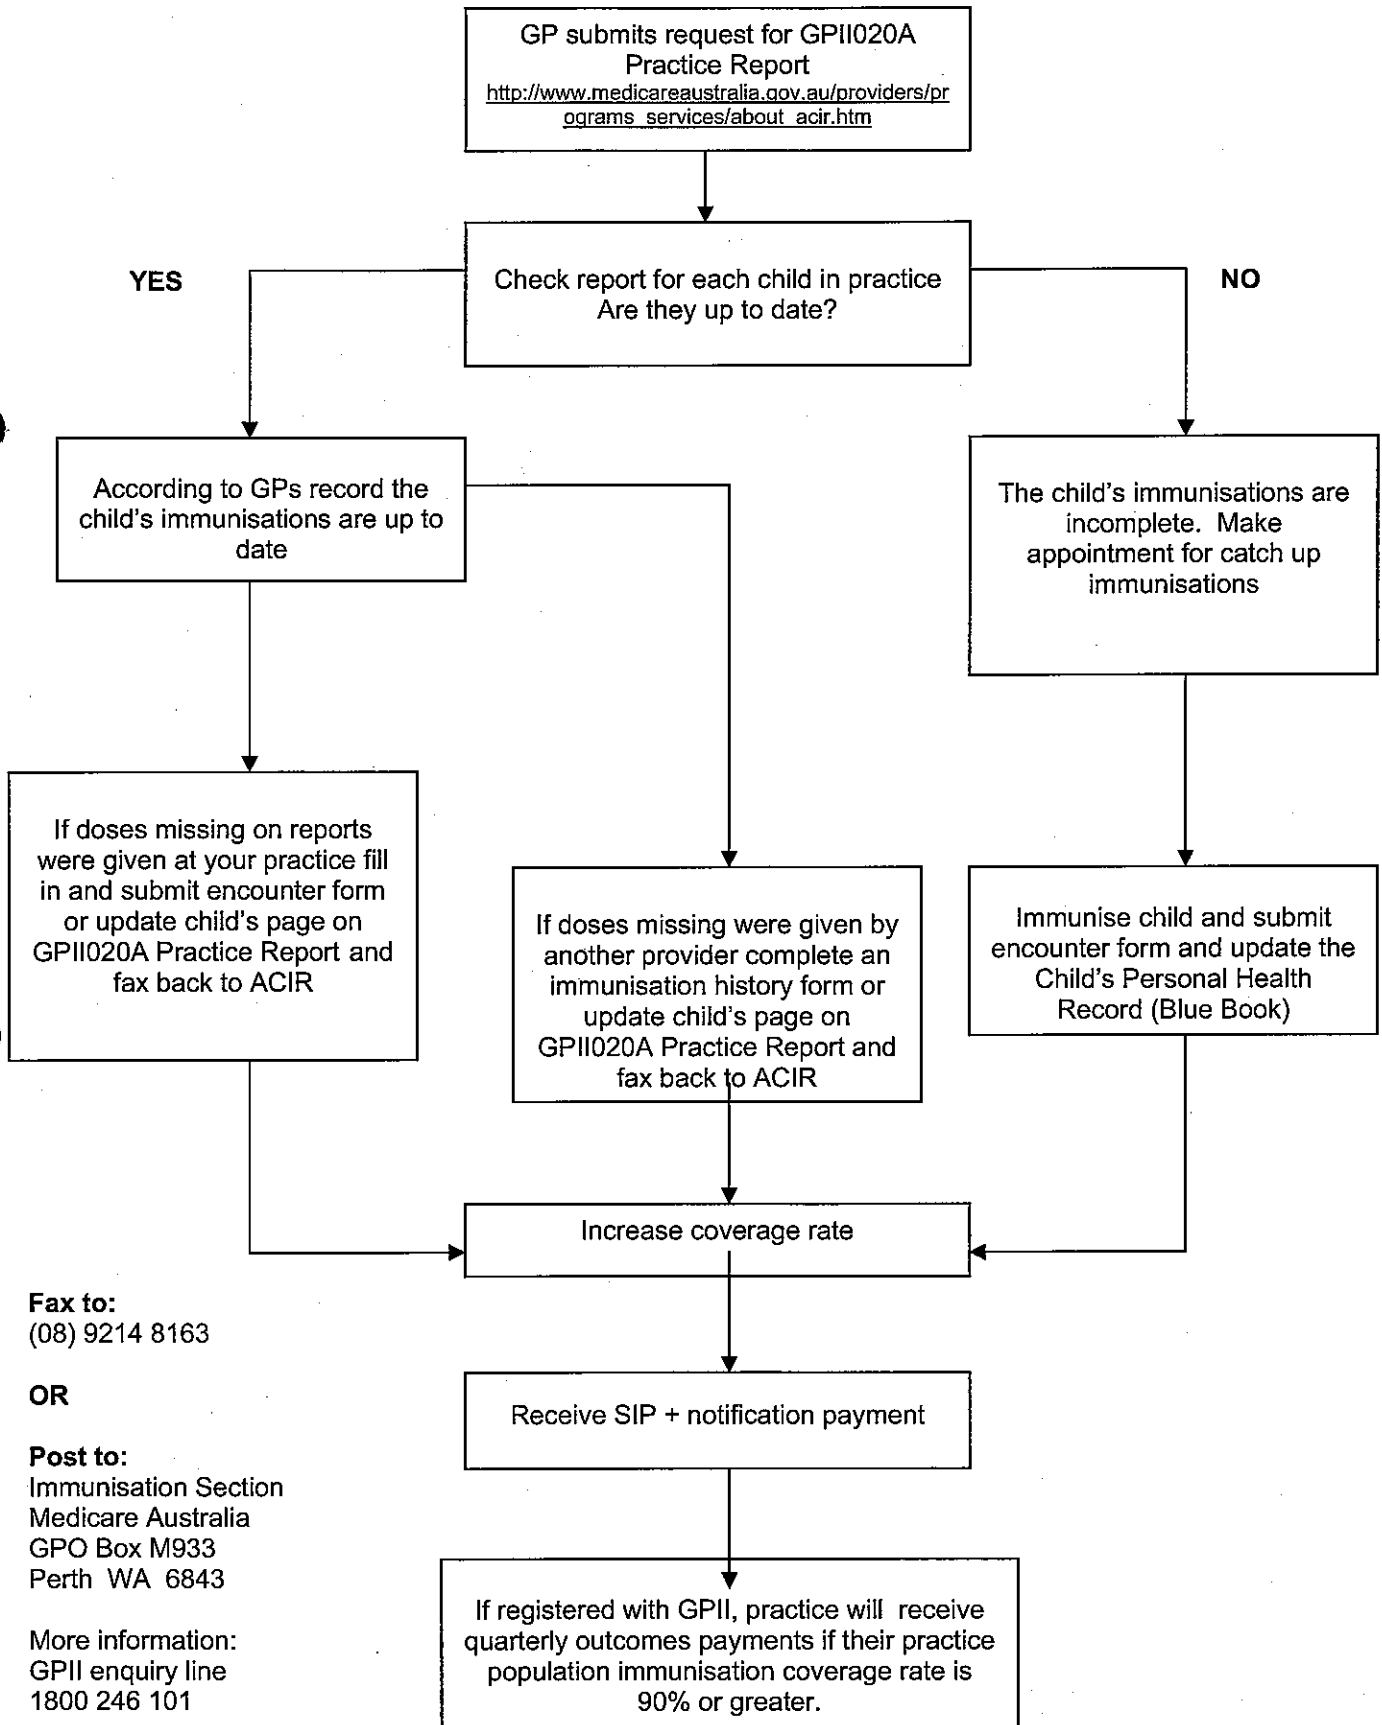 GP submits request for GPII020A
Practice Report
http://www.medicareaustralia.gov.au/providers/pr
ograms_services/about_acir.htm
YES
Check report for each child in practice
Are they up to date?
NO
According to GPs record the
child's immunisations are up to
date
The child's immunisations are
incomplete. Make
appointment for catch up
immunisations
If doses missing on reports
were given at your practice fill
in and submit encounter form
or update child's page on
GPII020A Practice Report and
fax back to ACIR
If doses missing were given by
another provider complete an
immunisation history form or
update child's page on
GPII020A Practice Report and
fax back to ACIR
Immunise child and submit
encounter form and update the
Child's Personal Health
Record (Blue Book)
Increase coverage rate
Fax to:
(08) 9214 8163
OR
Post to:
Immunisation Section
Medicare Australia
GPO Box M933
Perth WA 6843
More information:
GPII enquiry line
1800 246 101
Receive SIP + notification payment
If registered with GPII, practice will receive
quarterly outcomes payments if their practice
population immunisation coverage rate is
90% or greater.